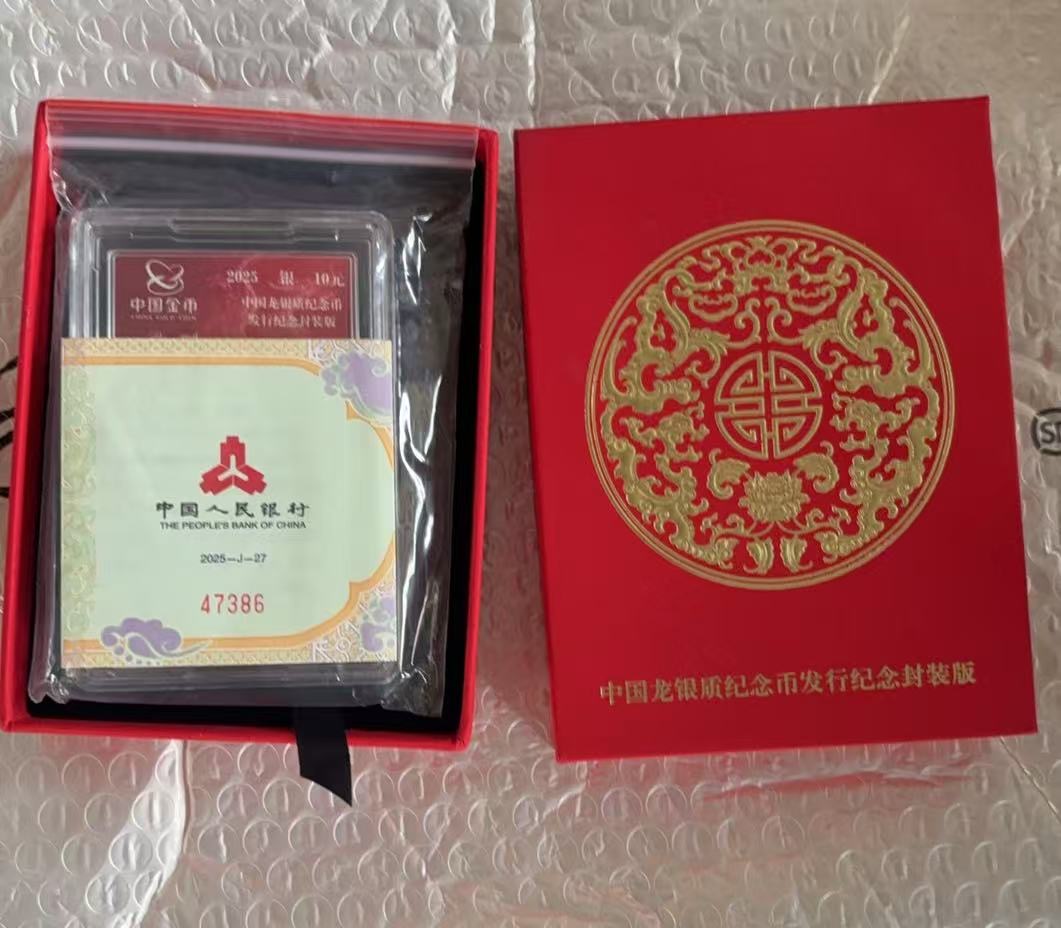 2025 银 10元
中国金币
CHINA GOLD COIN
中国龙银质纪念币
发行纪念封装版
中国人民银行
THE PEOPLE'S BANK OF CHINA
2025—J—27
47386
中国龙银质纪念币发行纪念封装版